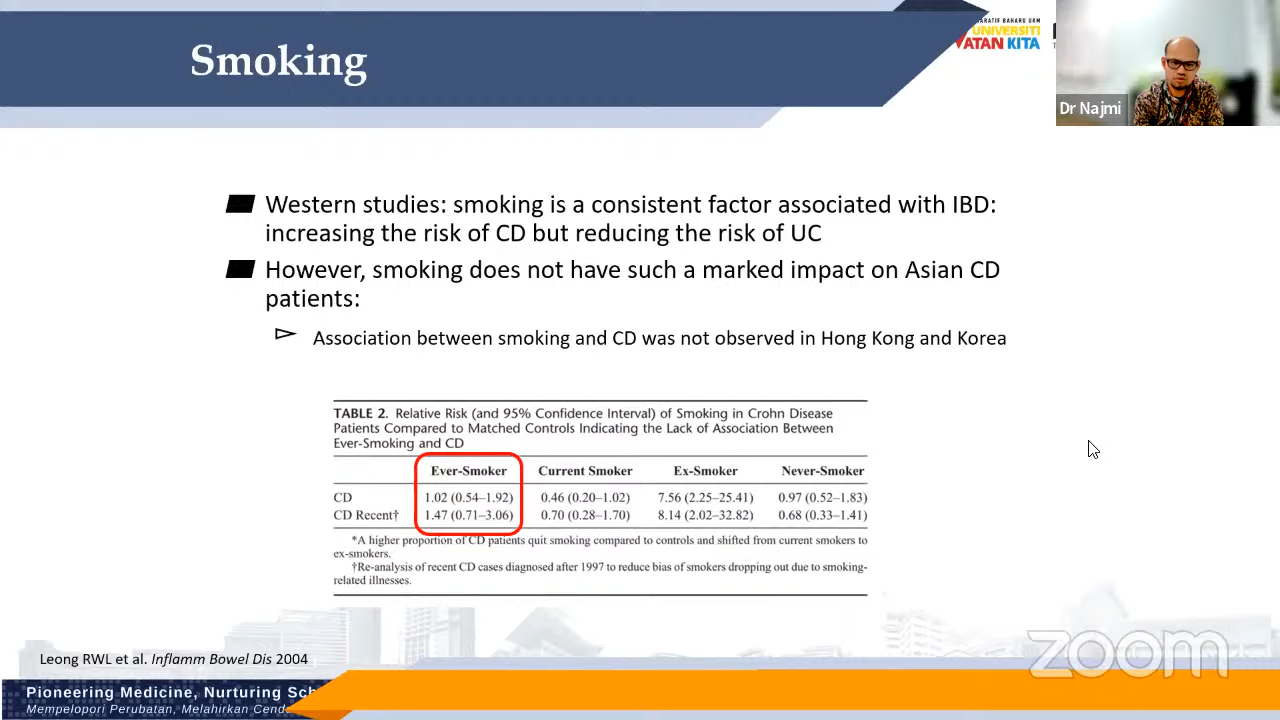 Smoking
ARATIF BAHARU UKM
UNIVERSITI
WATAN KITA
Dr Najmi
Western studies: smoking is a consistent factor associated with IBD:
increasing the risk of CD but reducing the risk of UC
However, smoking does not have such a marked impact on Asian CD
patients:
Association between smoking and CD was not observed in Hong Kong and Korea
TABLE 2. Relative Risk (and 95% Confidence Interval) of Smoking in Crohn Disease
Patients Compared to Matched Controls Indicating the Lack of Association Between
Ever-Smoking and CD
Ever-Smoker Current Smoker Ex-Smoker Never-Smoker
CD 1.02 (0.54–1.92) 0.46 (0.20–1.02) 7.56 (2.25–25.41) 0.97 (0.52–1.83)
CD Recent† 1.47 (0.71–3.06) 0.70 (0.28–1.70) 8.14 (2.02–32.82) 0.68 (0.33–1.41)
*A higher proportion of CD patients quit smoking compared to controls and shifted from current smokers to
ex-smokers.
†Re-analysis of recent CD cases diagnosed after 1997 to reduce bias of smokers dropping out due to smoking-
related illnesses.
zoom
Leong RWL et al. Inflamm Bowel Dis 2004
Pioneering Medicine, Nurturing Sch
Mempelopori Perubatan, Melahirkan Cende